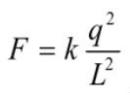 F = k q²/L²